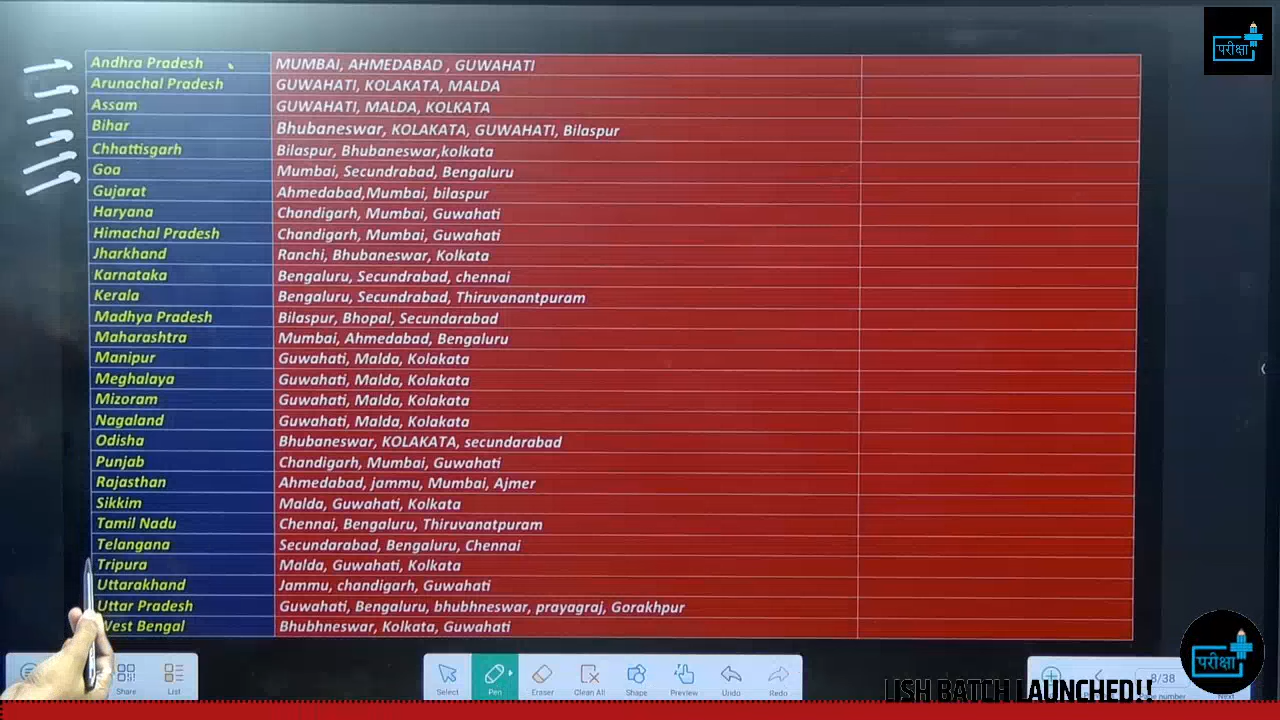 परीक्षा
Andhra Pradesh MUMBAI, AHMEDABAD , GUWAHATI
Arunachal Pradesh GUWAHATI, KOLAKATA, MALDA
Assam GUWAHATI, MALDA, KOLKATA
Bihar Bhubaneswar, KOLAKATA, GUWAHATI, Bilaspur
Chhattisgarh Bilaspur, Bhubaneswar,kolkata
Goa Mumbai, Secundrabad, Bengaluru
Gujarat Ahmedabad,Mumbai, bilaspur
Haryana Chandigarh, Mumbai, Guwahati
Himachal Pradesh Chandigarh, Mumbai, Guwahati
Jharkhand Ranchi, Bhubaneswar, Kolkata
Karnataka Bengaluru, Secundrabad, chennai
Kerala Bengaluru, Secundrabad, Thiruvanantpuram
Madhya Pradesh Bilaspur, Bhopal, Secundarabad
Maharashtra Mumbai, Ahmedabad, Bengaluru
Manipur Guwahati, Malda, Kolakata
Meghalaya Guwahati, Malda, Kolakata
Mizoram Guwahati, Malda, Kolakata
Nagaland Guwahati, Malda, Kolakata
Odisha Bhubaneswar, KOLAKATA, secundarabad
Punjab Chandigarh, Mumbai, Guwahati
Rajasthan Ahmedabad, jammu, Mumbai, Ajmer
Sikkim Malda, Guwahati, Kolkata
Tamil Nadu Chennai, Bengaluru, Thiruvanatpuram
Telangana Secundarabad, Bengaluru, Chennai
Tripura Malda, Guwahati, Kolkata
Uttarakhand Jammu, chandigarh, Guwahati
Uttar Pradesh Guwahati, Bengaluru, bhubhneswar, prayagraj, Gorakhpur
West Bengal Bhubhneswar, Kolkata, Guwahati
परीक्षा
8/38
Share List Select Pen Eraser Clean All Shape Preview Undo Redo number Next
LISH BATCH LAUNCHED!!